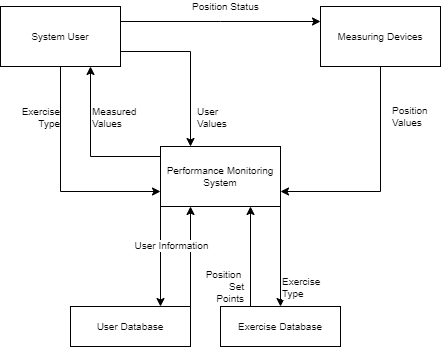 Position Status
System User
Measuring Devices
Exercise
Type
Measured
Values
User
Values
Position
Values
Performance Monitoring
System
User Information
Position
Set
Points
Exercise
Type
User Database
Exercise Database